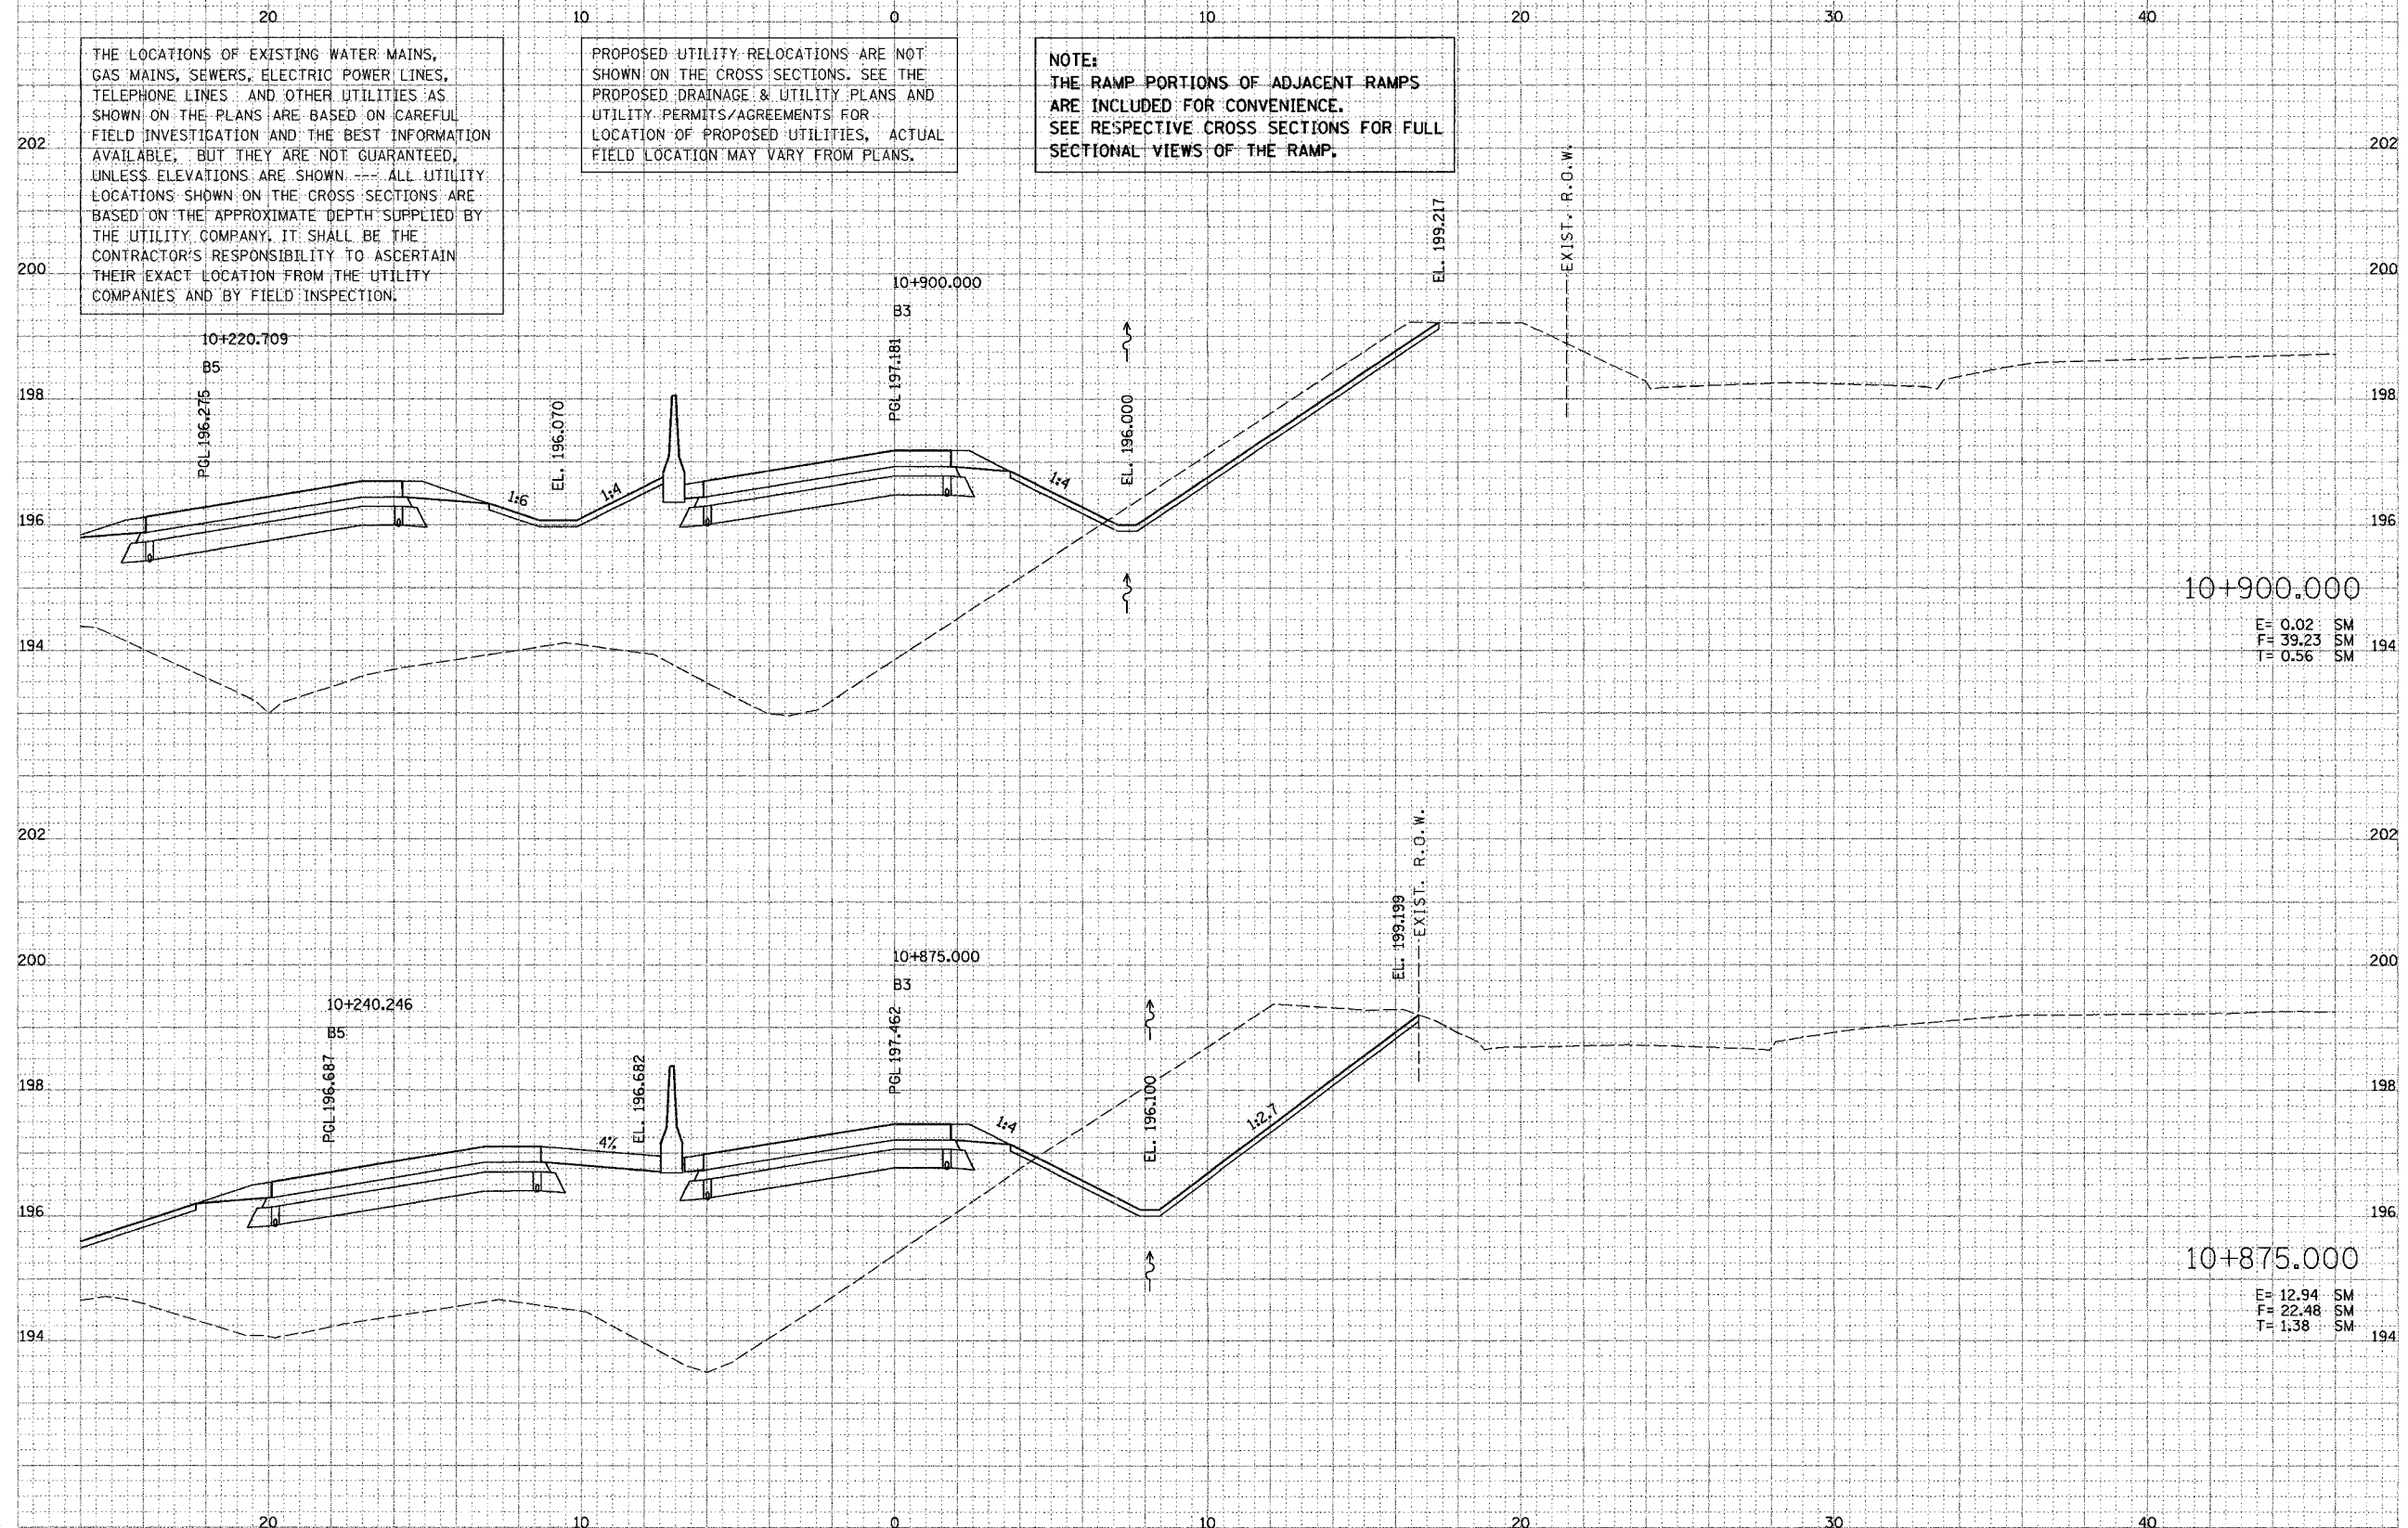 20 10 0 10 20 30 40
THE LOCATIONS OF EXISTING WATER MAINS,
GAS MAINS, SEWERS, ELECTRIC POWER LINES,
TELEPHONE LINES AND OTHER UTILITIES AS
SHOWN ON THE PLANS ARE BASED ON CAREFUL
FIELD INVESTIGATION AND THE BEST INFORMATION
AVAILABLE, BUT THEY ARE NOT GUARANTEED.
UNLESS ELEVATIONS ARE SHOWN --- ALL UTILITY
LOCATIONS SHOWN ON THE CROSS SECTIONS ARE
BASED ON THE APPROXIMATE DEPTH SUPPLIED BY
THE UTILITY COMPANY. IT SHALL BE THE
CONTRACTOR'S RESPONSIBILITY TO ASCERTAIN
THEIR EXACT LOCATION FROM THE UTILITY
COMPANIES AND BY FIELD INSPECTION.
PROPOSED UTILITY RELOCATIONS ARE NOT
SHOWN ON THE CROSS SECTIONS. SEE THE
PROPOSED DRAINAGE & UTILITY PLANS AND
UTILITY PERMITS/AGREEMENTS FOR
LOCATION OF PROPOSED UTILITIES. ACTUAL
FIELD LOCATION MAY VARY FROM PLANS.
NOTE:
THE RAMP PORTIONS OF ADJACENT RAMPS
ARE INCLUDED FOR CONVENIENCE.
SEE RESPECTIVE CROSS SECTIONS FOR FULL
SECTIONAL VIEWS OF THE RAMP.
202 202
200 200
198 198
196 196
194 194
10+220.709
B5
PGL 196.275
EL. 196.070
1:6
1:4
10+900.000
B3
PGL 197.181
1:4
EL. 196.000
EL. 199.217
EXIST. R.O.W.
10+900.000
E= 0.02 SM
F= 39.23 SM
T= 0.56 SM
202 202
200 200
198 198
196 196
194 194
10+240.246
B5
PGL 196.687
4%
EL. 196.682
10+875.000
B3
PGL 197.462
1:4
EL. 196.100
1:2.7
EL. 199.199
EXIST. R.O.W.
10+875.000
E= 12.94 SM
F= 22.48 SM
T= 1.38 SM
20 10 0 10 20 30 40